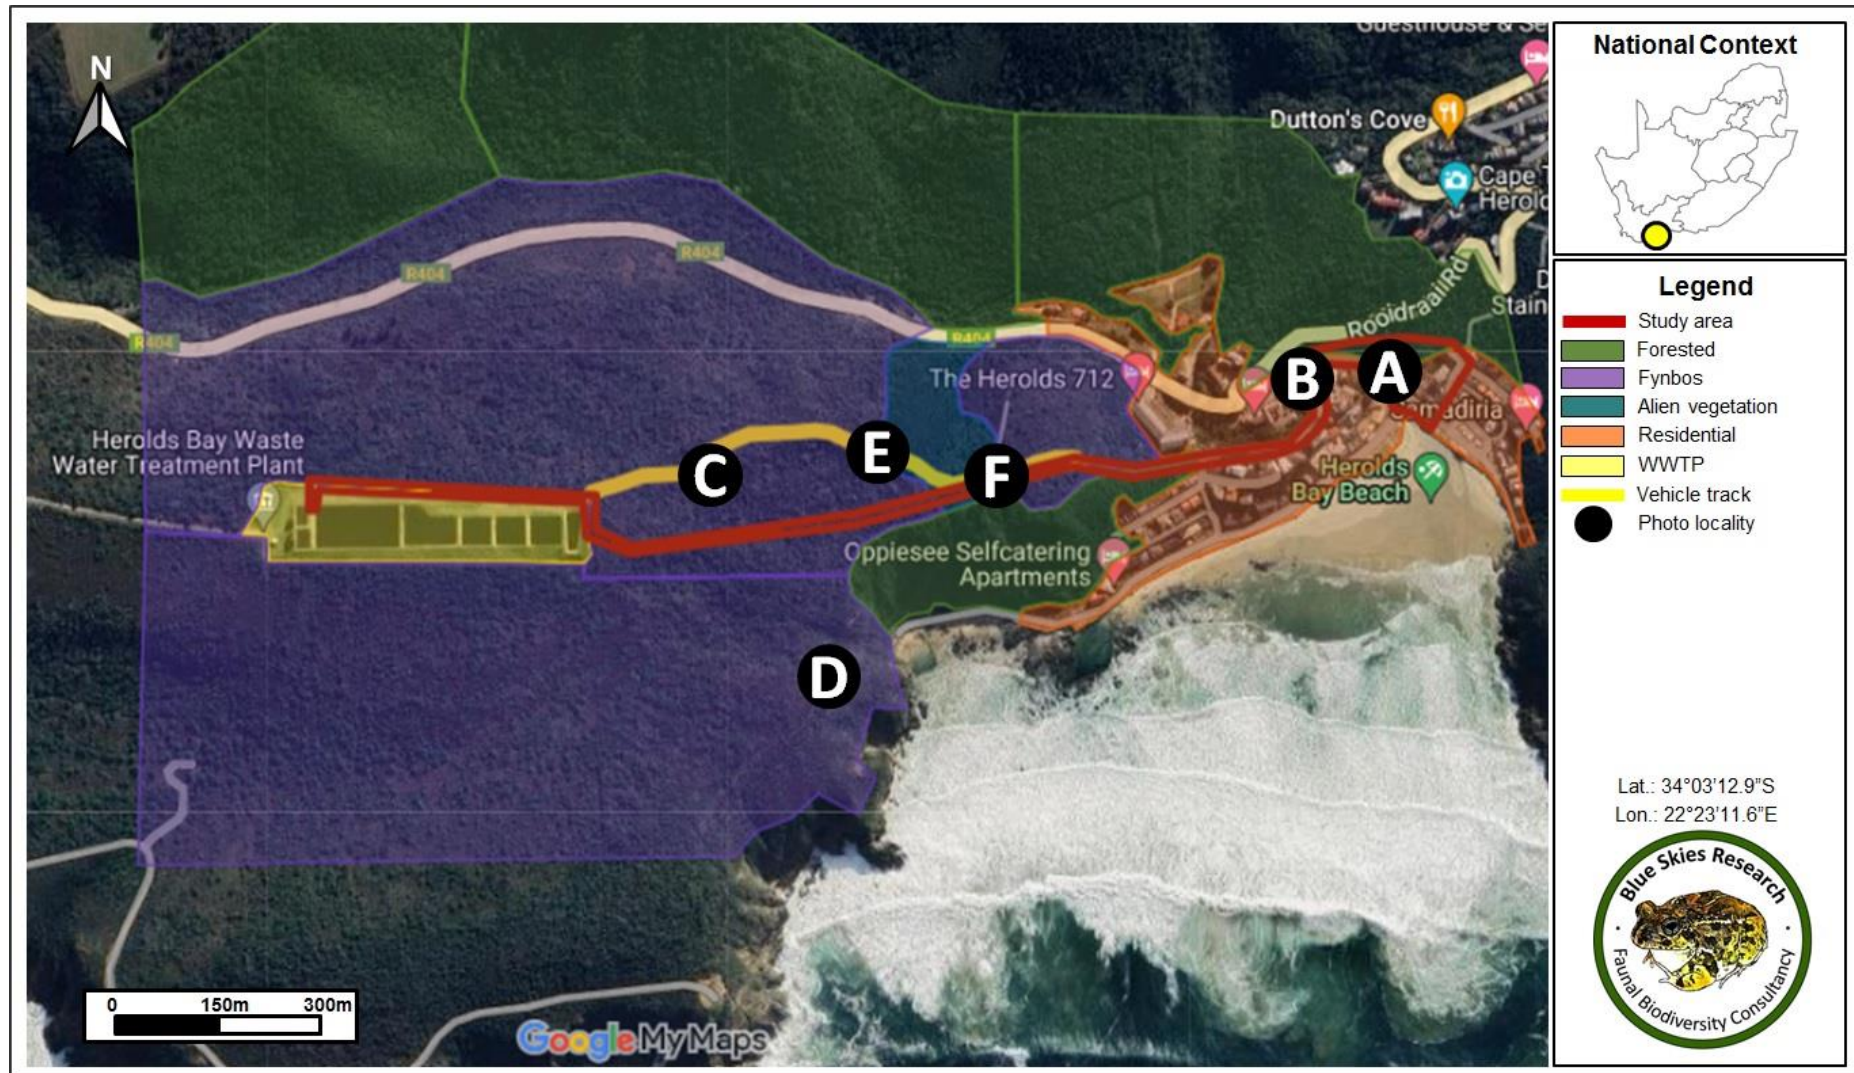 N
Guesthouse & Se
Dutton's Cove
Cape T
Herold
D
Stain
RooidraaiRd
R404
R404
R404
R404
The Herolds 712
B
A
C
E
F
D
Herolds Bay Waste
Water Treatment Plant
Herolds
Bay Beach
Oppiesee Selfcatering
Apartments
0 150m 300m
Google My Maps
National Context
Legend
Study area
Forested
Fynbos
Alien vegetation
Residential
WWTP
Vehicle track
Photo locality
Lat.: 34°03'12.9"S
Lon.: 22°23'11.6"E
Blue Skies Research
Faunal Biodiversity Consultancy